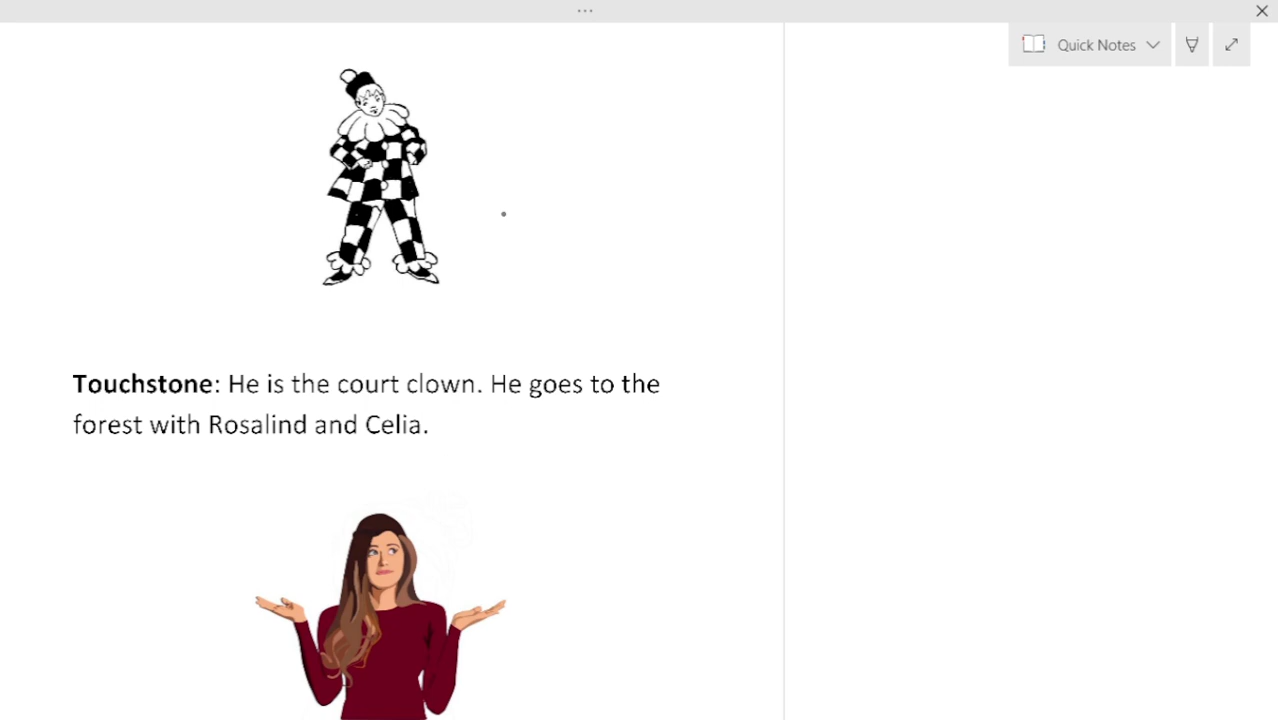 Quick Notes
Touchstone: He is the court clown. He goes to the
forest with Rosalind and Celia.